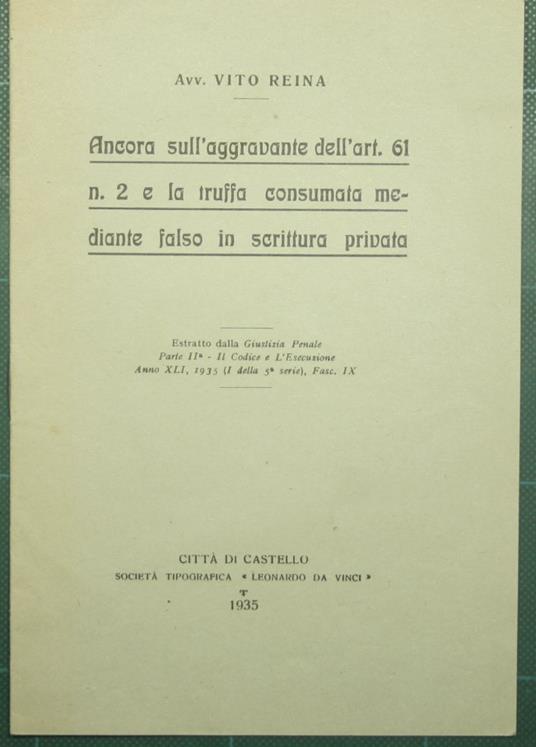 Avv. VITO REINA
Ancora sull'aggravante dell'art. 61
n. 2 e la truffa consumata me-
diante falso in scrittura privata
Estratto dalla Giustizia Penale
Parte IIª - Il Codice e L'Esecuzione
Anno XLI, 1935 (I della 5ª serie), Fasc. IX
CITTÀ DI CASTELLO
SOCIETÀ TIPOGRAFICA « LEONARDO DA VINCI »
1935